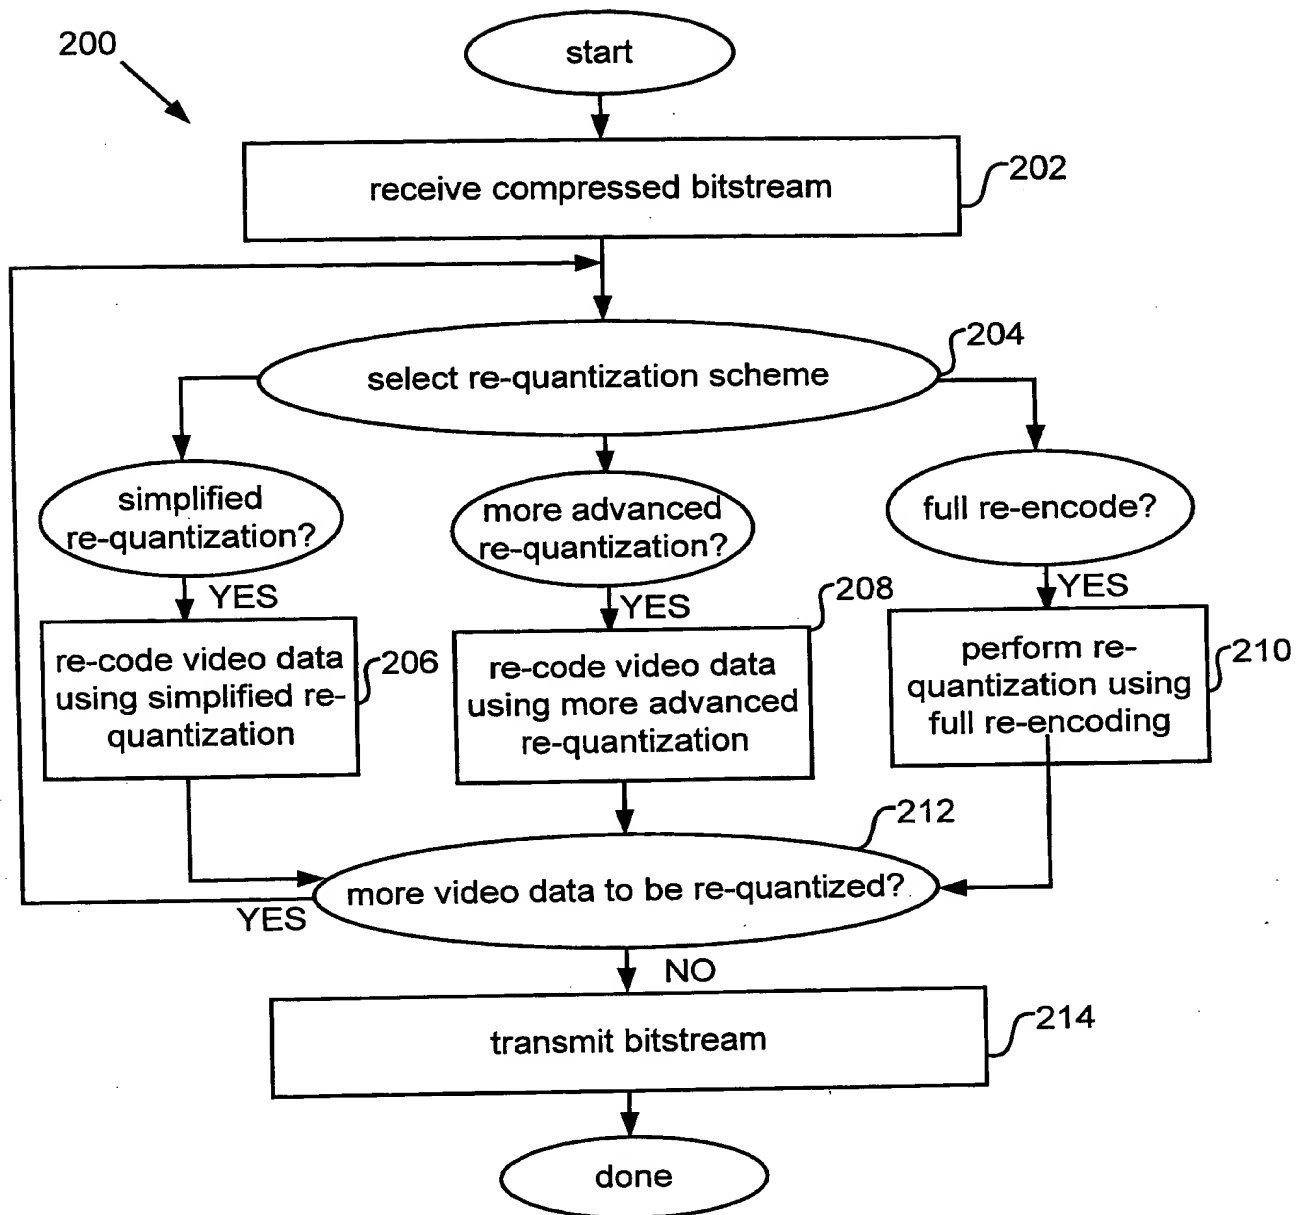 200
start
receive compressed bitstream
202
select re-quantization scheme
204
simplified
re-quantization?
more advanced
re-quantization?
full re-encode?
YES
YES
YES
re-code video data
using simplified re-
quantization
206
re-code video data
using more advanced
re-quantization
208
perform re-
quantization using
full re-encoding
210
more video data to be re-quantized?
212
YES
NO
transmit bitstream
214
done